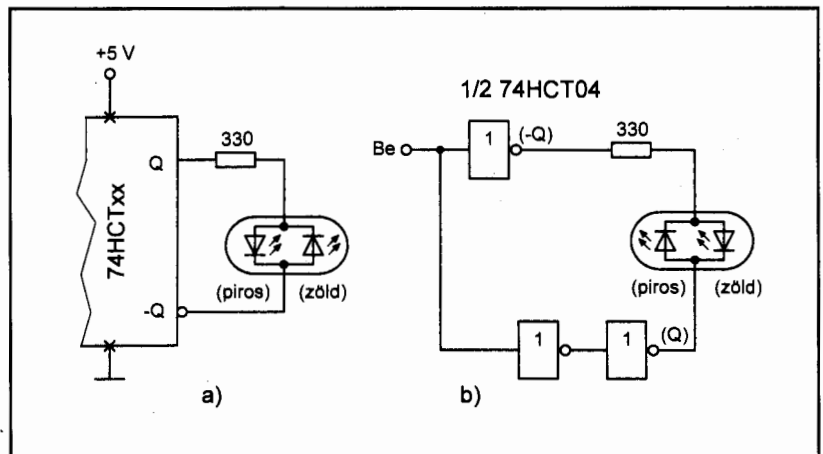 +5 V
Q
330
74HCTxx
(piros)
(zöld)
-Q
a)
1/2 74HCT04
Be
1
(-Q)
330
(piros)
(zöld)
1
1
(Q)
b)